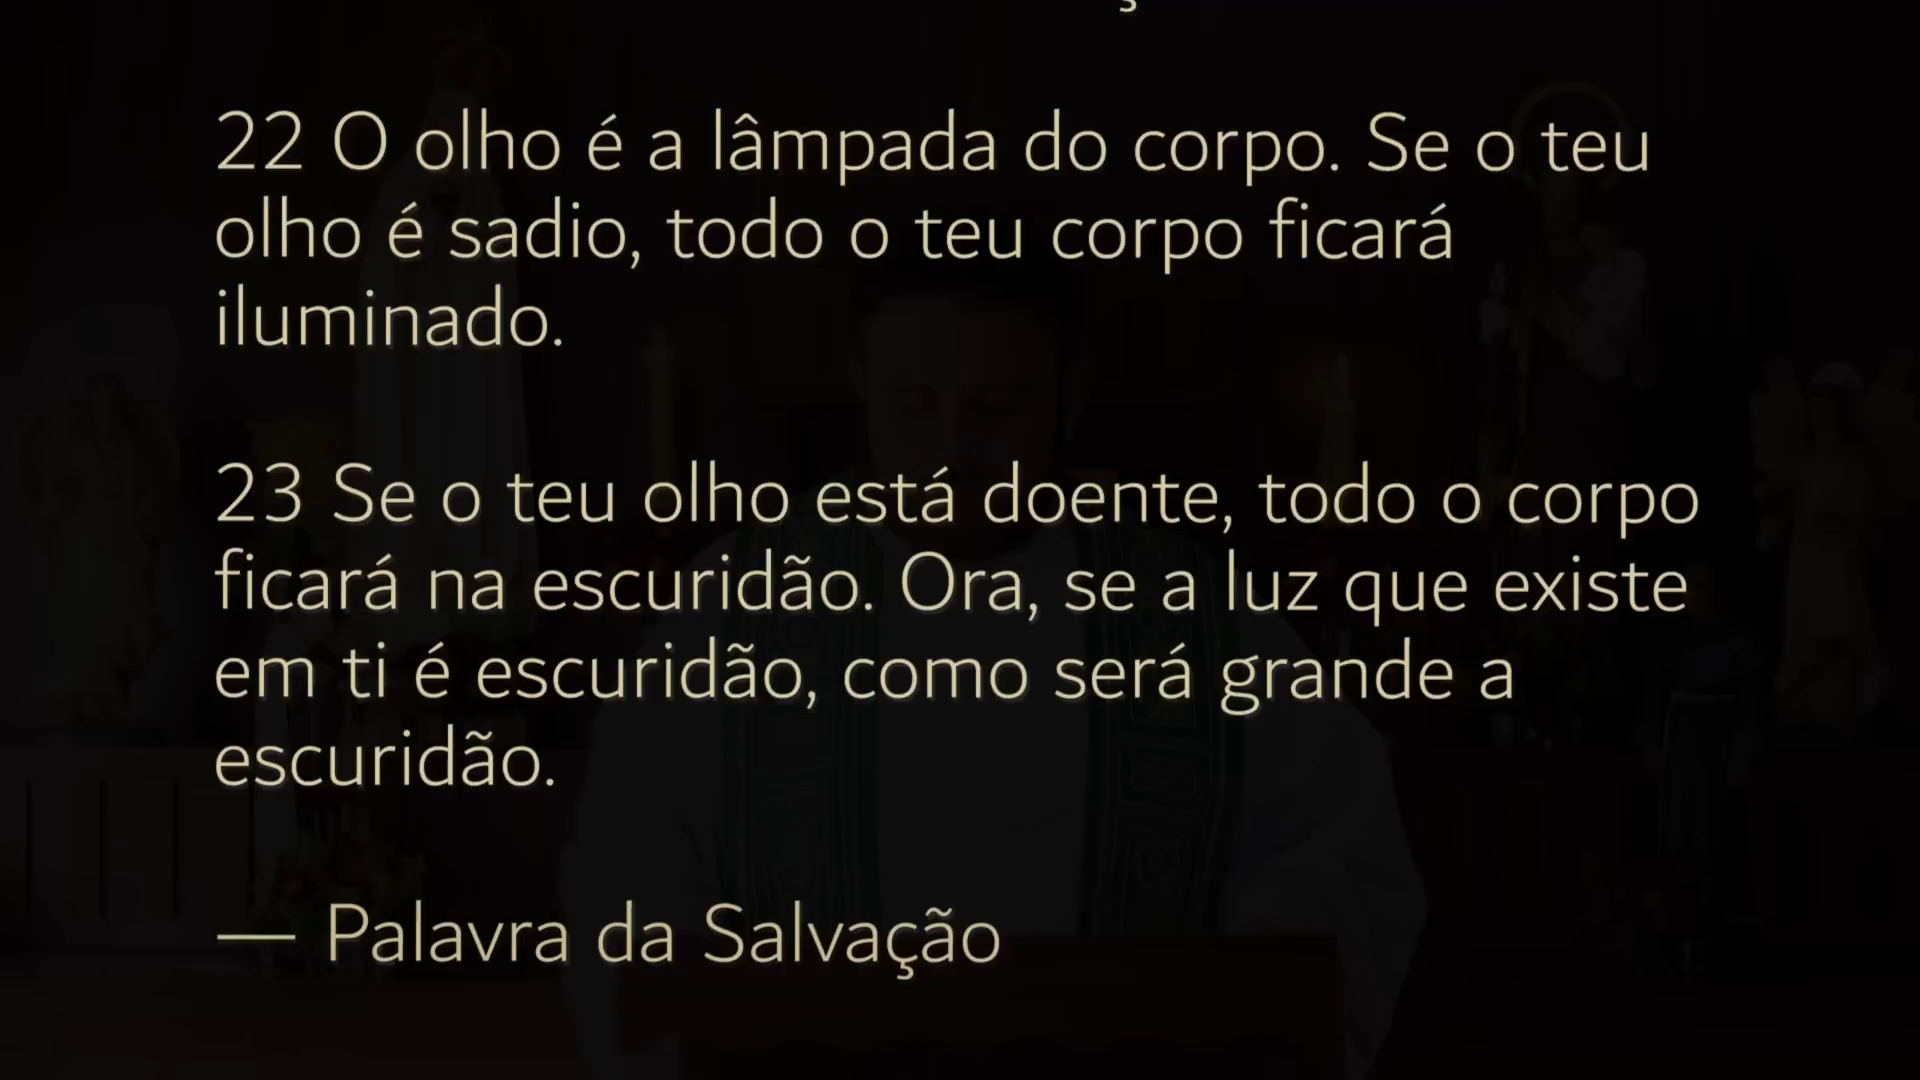 22 O olho é a lâmpada do corpo. Se o teu
olho é sadio, todo o teu corpo ficará
iluminado.
23 Se o teu olho está doente, todo o corpo
ficará na escuridão. Ora, se a luz que existe
em ti é escuridão, como será grande a
escuridão.
— Palavra da Salvação